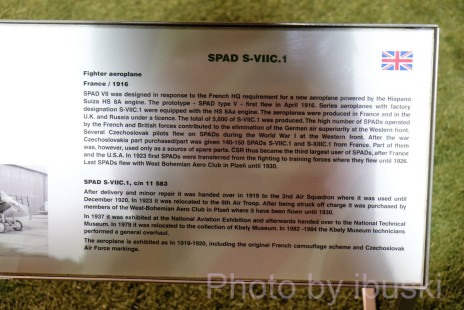 SPAD S-VIIC.1
Fighter aeroplane
France / 1916
SPAD VII was designed in response to the French HQ requirement for a new aeroplane powered by the Hispano
Suiza HS 8A engine. The prototype - SPAD type V - first flew in April 1916. Series aeroplanes with factory
designation S-VIIC.1 were equipped with the HS 8Aa engine. The aeroplanes were produced in France and in the
U.K. and Russia under a licence. The total of 5,600 of S-VIIC.1 was produced. The high number of SPADs operated
by the French and British forces contributed to the elimination of the German air superiority at the Western front.
Several Czechoslovak pilots flew on SPADs during the World War I at the Western front. After the war
Czechoslovakia part purchased/part was given 140-150 SPADs S-VIIC.1 and S-XIIIC.1 from France. Part of them
was, however, used only as a source of spare parts. CSR thus became the third largest user of SPADs, after France
and the U.S.A. In 1923 first SPADs were transferred from the fighting to training forces where they flew until 1926.
Last SPADs flew with West Bohemian Aero Club in Plzeň until 1930.
SPAD S-VIIC.1, c/n 11 583
After delivery and minor repair it was handed over in 1919 to the 2nd Air Squadron where it was used until
December 1920. In 1923 it was relocated to the 6th Air Troop. After being struck off charge it was purchased by
members of the West-Bohemian Aero Club in Plzeň where it have been flown until 1930.
In 1937 it was exhibited at the National Aviation Exhibition and afterwards handed over to the National Technical
Museum. In 1979 it was relocated to the collection of Kbely Museum. In 1982 -1984 the Kbely Museum technicians
performed a general overhaul.
The aeroplane is exhibited as in 1919-1920, including the original French camouflage scheme and Czechoslovak
Air Force markings.
Photo by ibuski